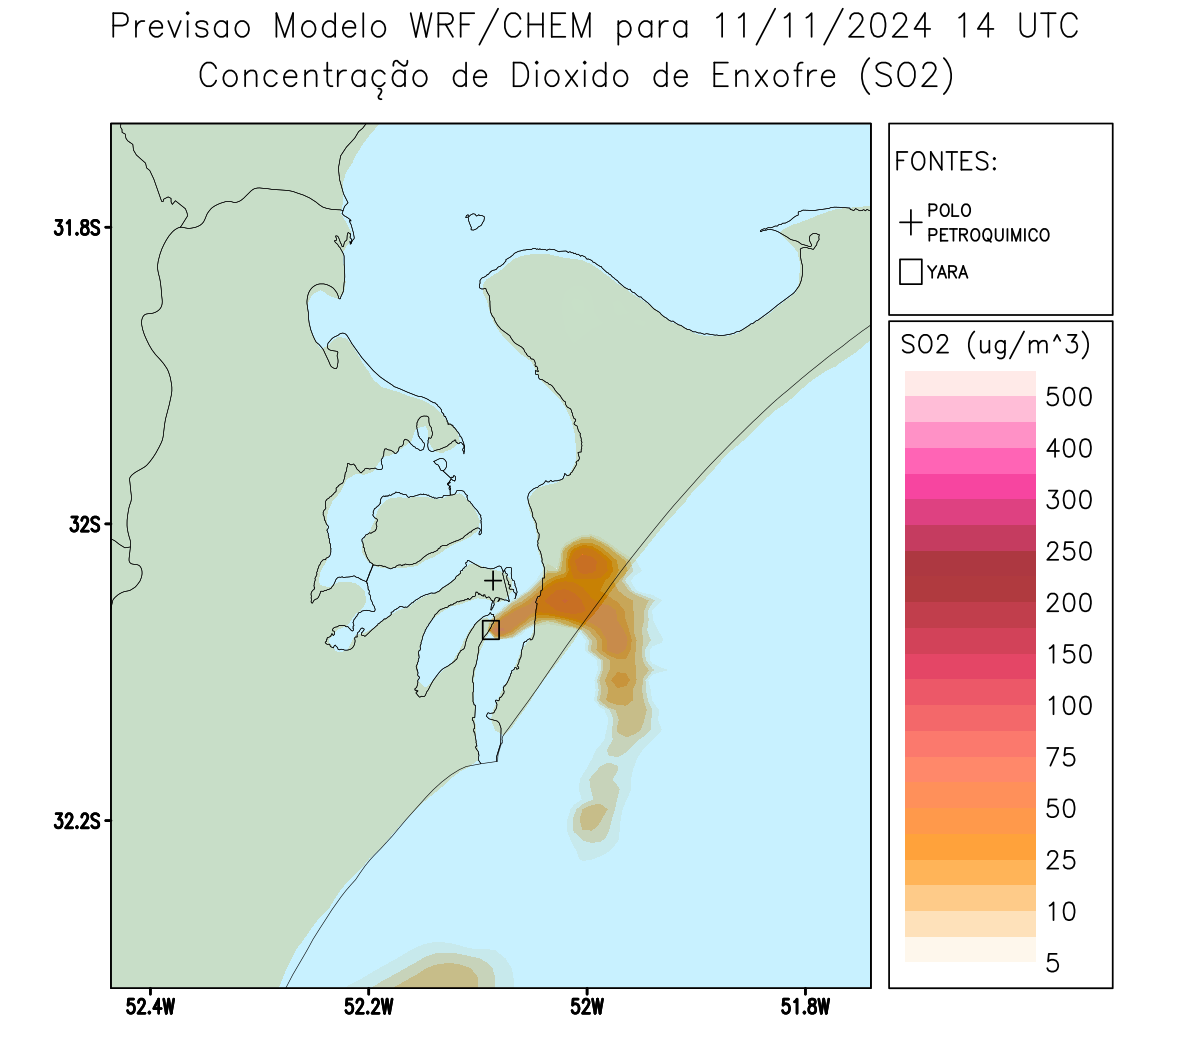 Previsao Modelo WRF/CHEM para 11/11/2024 14 UTC
Concentração de Dioxido de Enxofre (SO2)
FONTES:
POLO
PETROQUIMICO
YARA
SO2 (ug/m^3)
500
400
300
250
200
150
100
75
50
25
10
5
31.8S
32S
32.2S
52.4W
52.2W
52W
51.8W